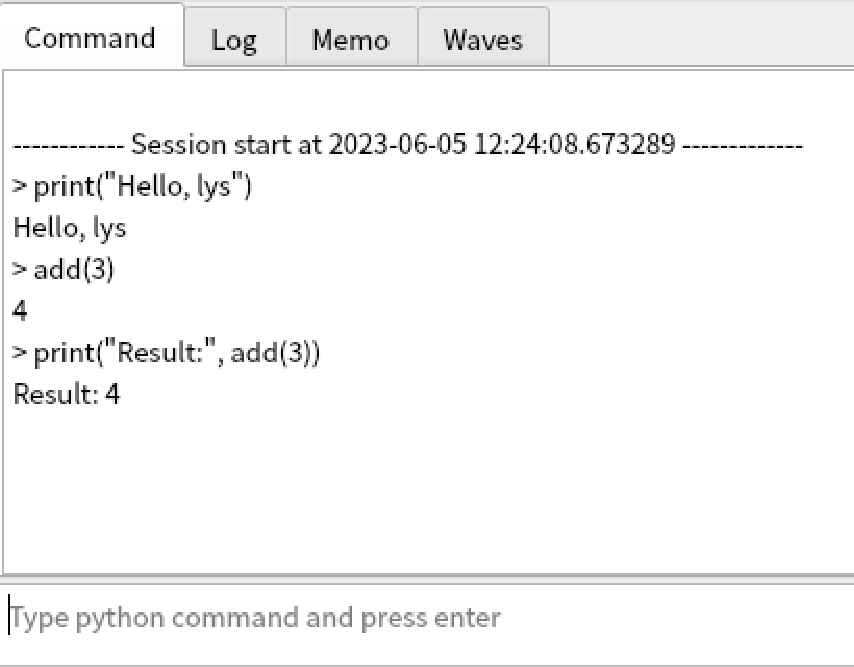 Command Log Memo Waves
------------ Session start at 2023-06-05 12:24:08.673289 -------------
> print("Hello, lys")
Hello, lys
> add(3)
4
> print("Result:", add(3))
Result: 4
Type python command and press enter